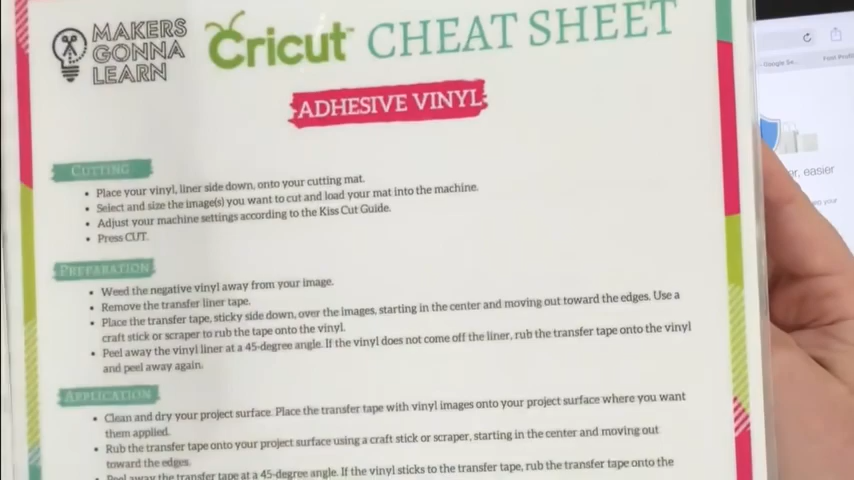 MAKERS
GONNA
LEARN
Cricut™ CHEAT SHEET
ADHESIVE VINYL
CUTTING
• Place your vinyl, liner side down, onto your cutting mat.
• Select and size the image(s) you want to cut and load your mat into the machine.
• Adjust your machine settings according to the Kiss Cut Guide.
• Press CUT.
PREPARATION
• Weed the negative vinyl away from your image.
• Remove the transfer liner tape.
• Place the transfer tape, sticky side down, over the images, starting in the center and moving out toward the edges. Use a
craft stick or scraper to rub the tape onto the vinyl.
• Peel away the vinyl liner at a 45-degree angle. If the vinyl does not come off the liner, rub the transfer tape onto the vinyl
and peel away again.
APPLICATION
• Clean and dry your project surface. Place the transfer tape with vinyl images onto your project surface where you want
them applied.
• Rub the transfer tape onto your project surface using a craft stick or scraper, starting in the center and moving out
toward the edges.
• Peel away the transfer tape at a 45-degree angle. If the vinyl sticks to the transfer tape, rub the transfer tape onto the
Google Se...
easier